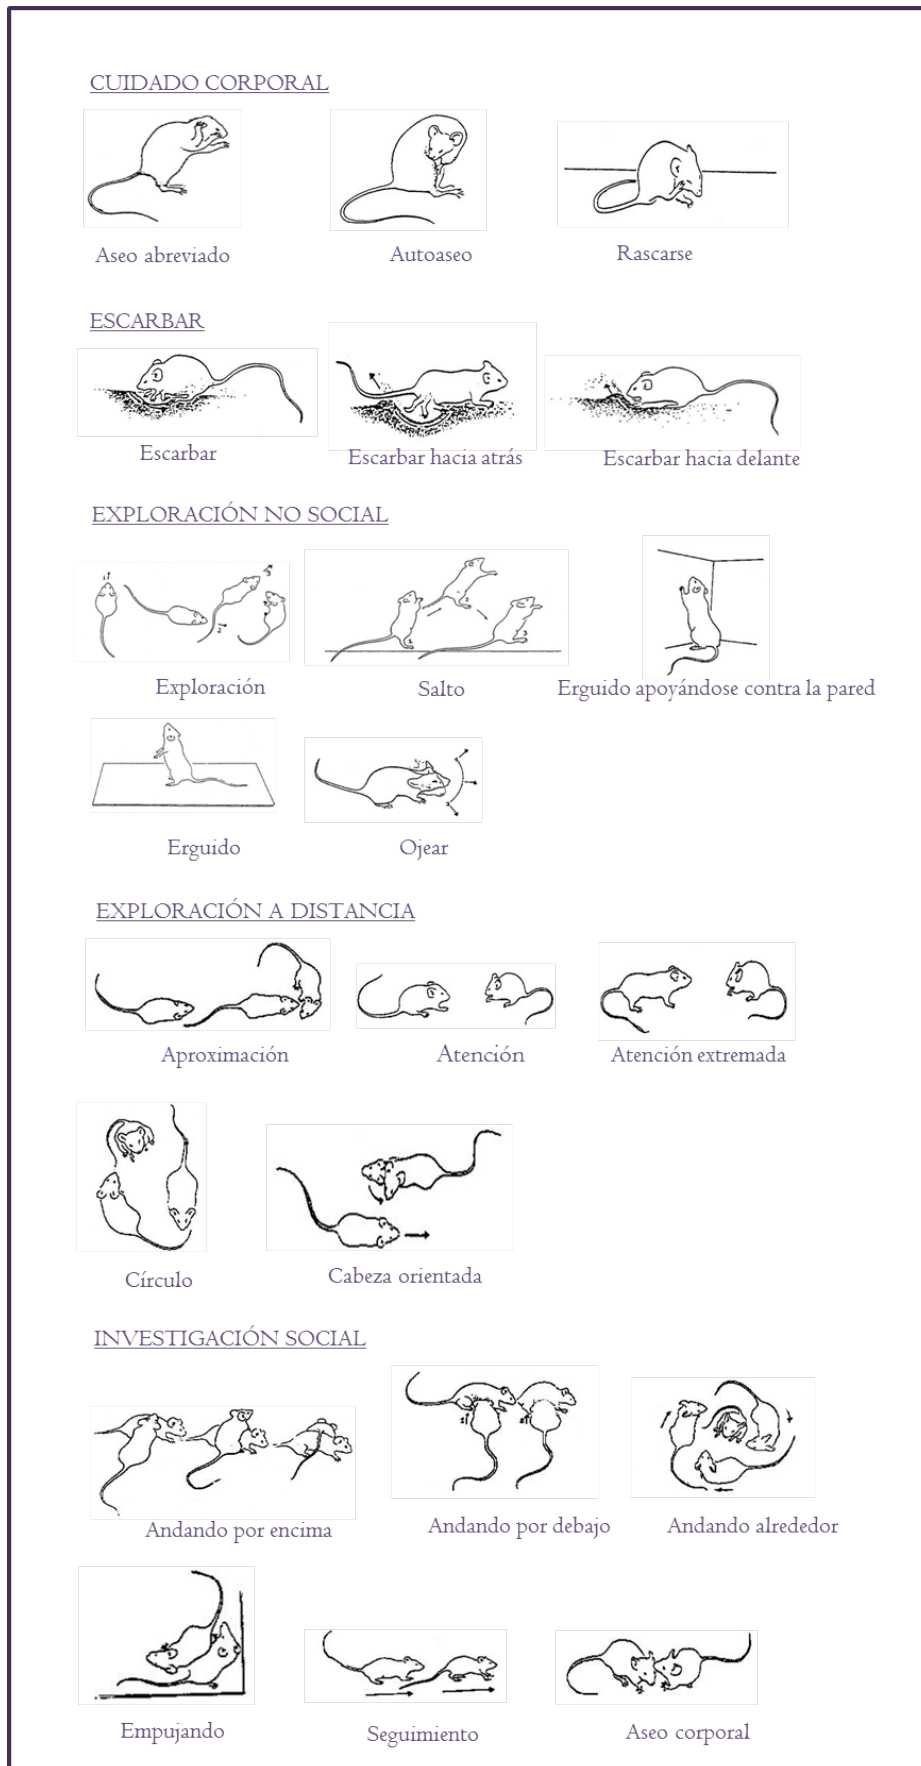 CUIDADO CORPORAL
Aseo abreviado
Autoaseo
Rascarse
ESCARBAR
Escarbar
Escarbar hacia atrás
Escarbar hacia delante
EXPLORACIÓN NO SOCIAL
Exploración
Salto
Erguido apoyándose contra la pared
Erguido
Ojear
EXPLORACIÓN A DISTANCIA
Aproximación
Atención
Atención extremada
Círculo
Cabeza orientada
INVESTIGACIÓN SOCIAL
Andando por encima
Andando por debajo
Andando alrededor
Empujando
Seguimiento
Aseo corporal